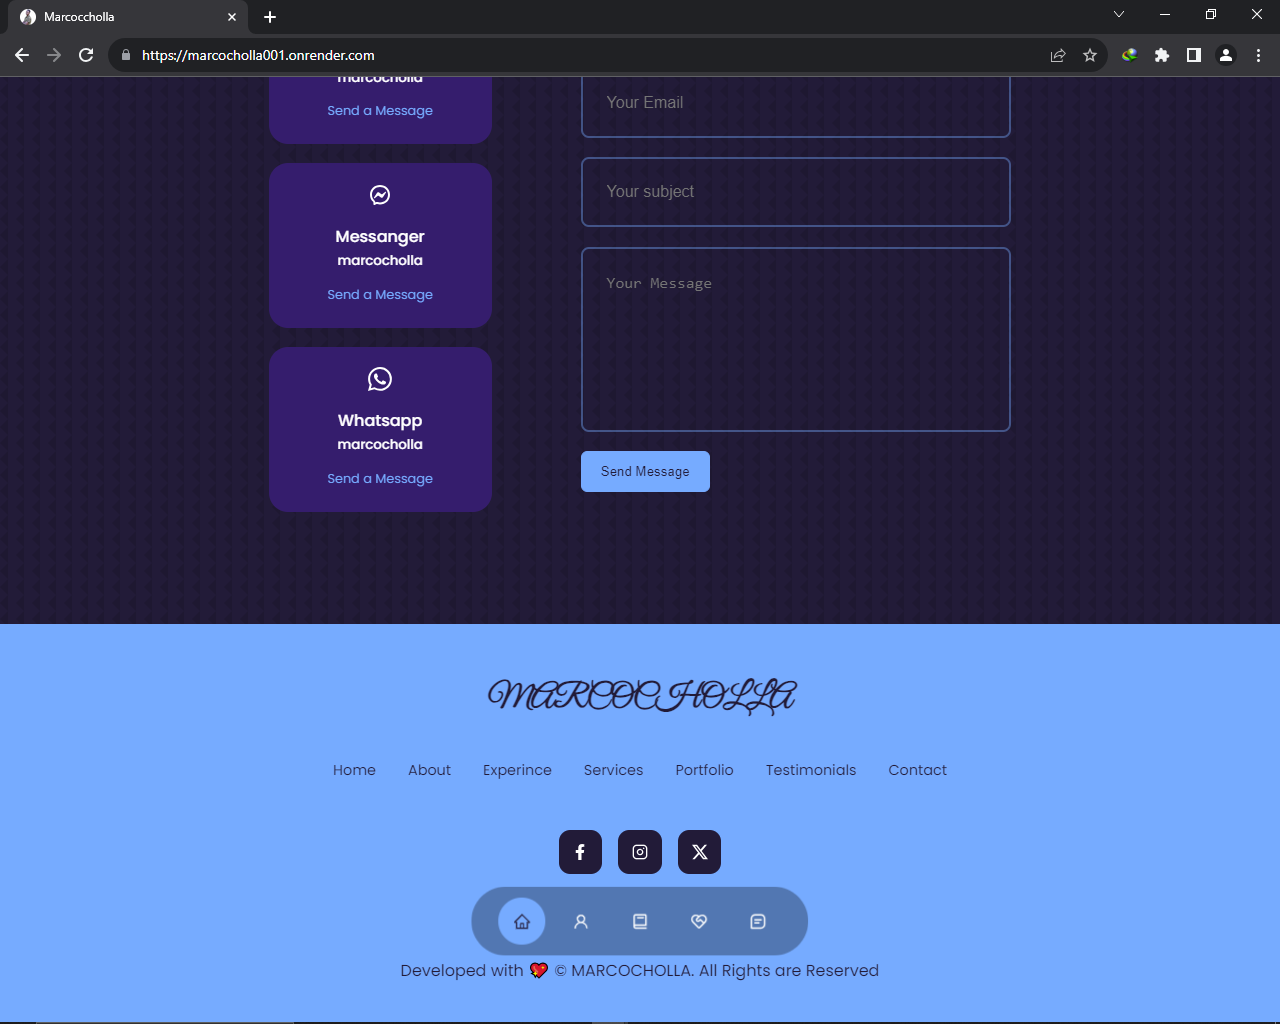 Marcoccholla
https://marcocholla001.onrender.com
marcocholla
Send a Message
Messanger
marcocholla
Send a Message
Whatsapp
marcocholla
Send a Message
Your Email
Your subject
Your Message
Send Message
MARCOCHOLLA
Home About Experince Services Portfolio Testimonials Contact
Developed with 💖 © MARCOCHOLLA. All Rights are Reserved